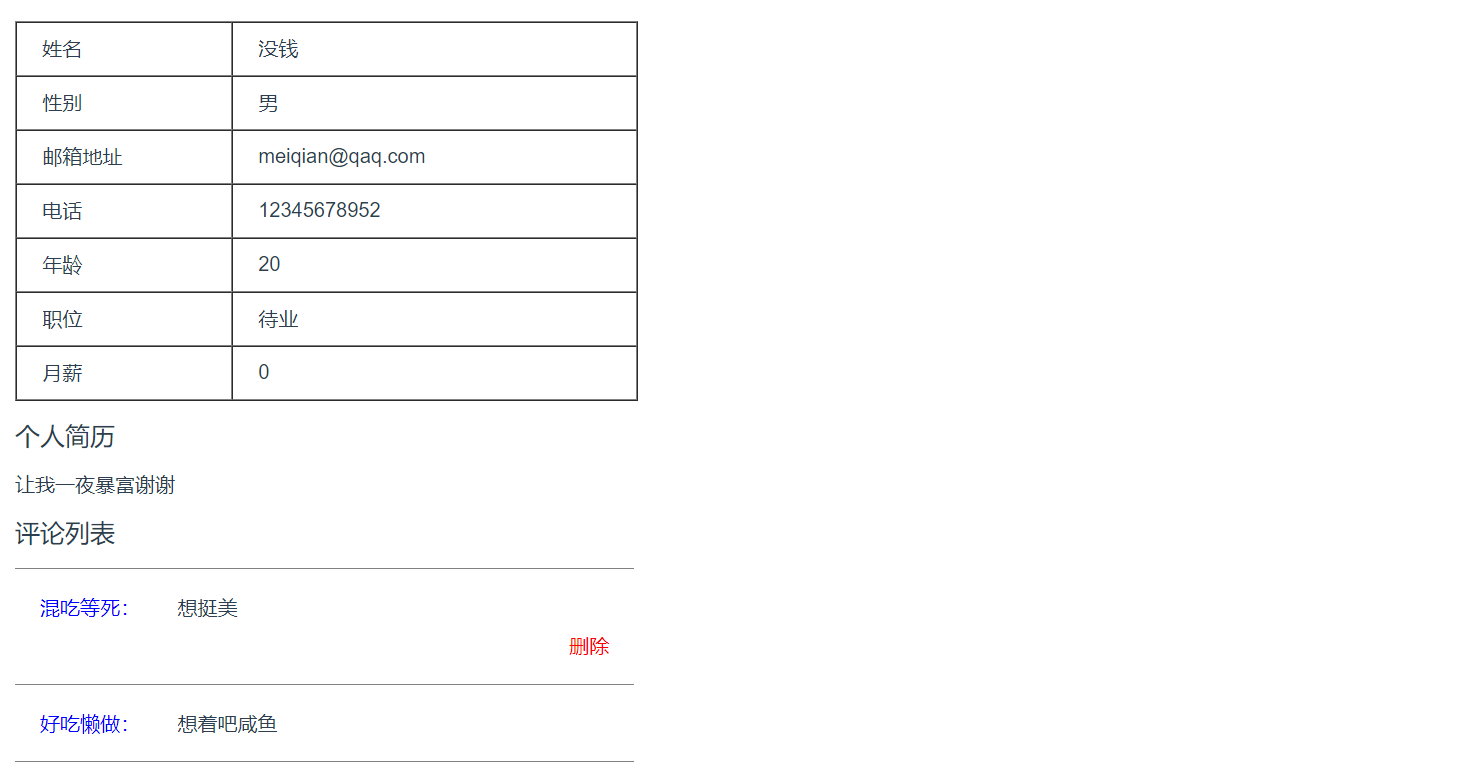 姓名 没钱
性别 男
邮箱地址 meiqian@qaq.com
电话 12345678952
年龄 20
职位 待业
月薪 0
个人简历
让我一夜暴富谢谢
评论列表
混吃等死： 想挺美
删除
好吃懒做： 想着吧咸鱼